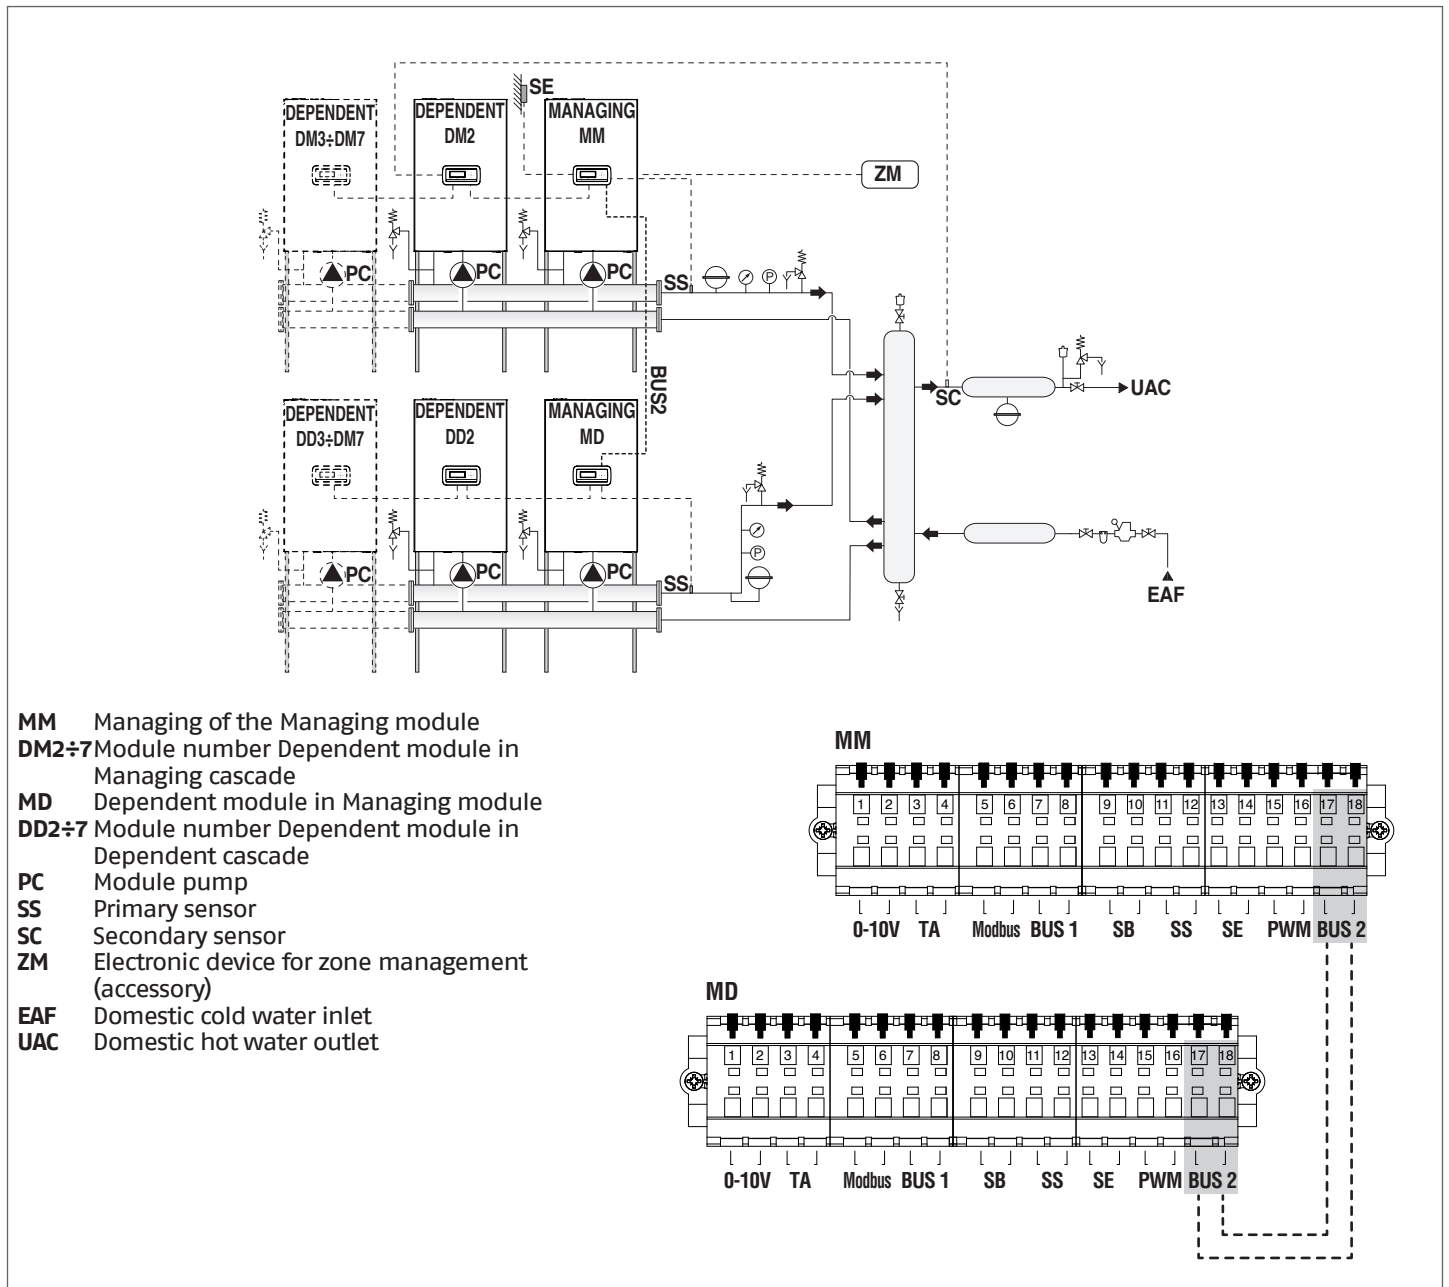 SE
DEPENDENT
DM3÷DM7
DEPENDENT
DM2
MANAGING
MM
ZM
PC
PC
PC
SS
P
BUS2
SC
UAC
DEPENDENT
DD3÷DM7
DEPENDENT
DD2
MANAGING
MD
P
PC
PC
PC
SS
EAF
MM Managing of the Managing module
DM2÷7 Module number Dependent module in
Managing cascade
MD Dependent module in Managing module
DD2÷7 Module number Dependent module in
Dependent cascade
PC Module pump
SS Primary sensor
SC Secondary sensor
ZM Electronic device for zone management
(accessory)
EAF Domestic cold water inlet
UAC Domestic hot water outlet
MM
1 2 3 4 5 6 7 8 9 10 11 12 13 14 15 16 17 18
0-10V TA Modbus BUS 1 SB SS SE PWM BUS 2
MD
1 2 3 4 5 6 7 8 9 10 11 12 13 14 15 16 17 18
0-10V TA Modbus BUS 1 SB SS SE PWM BUS 2